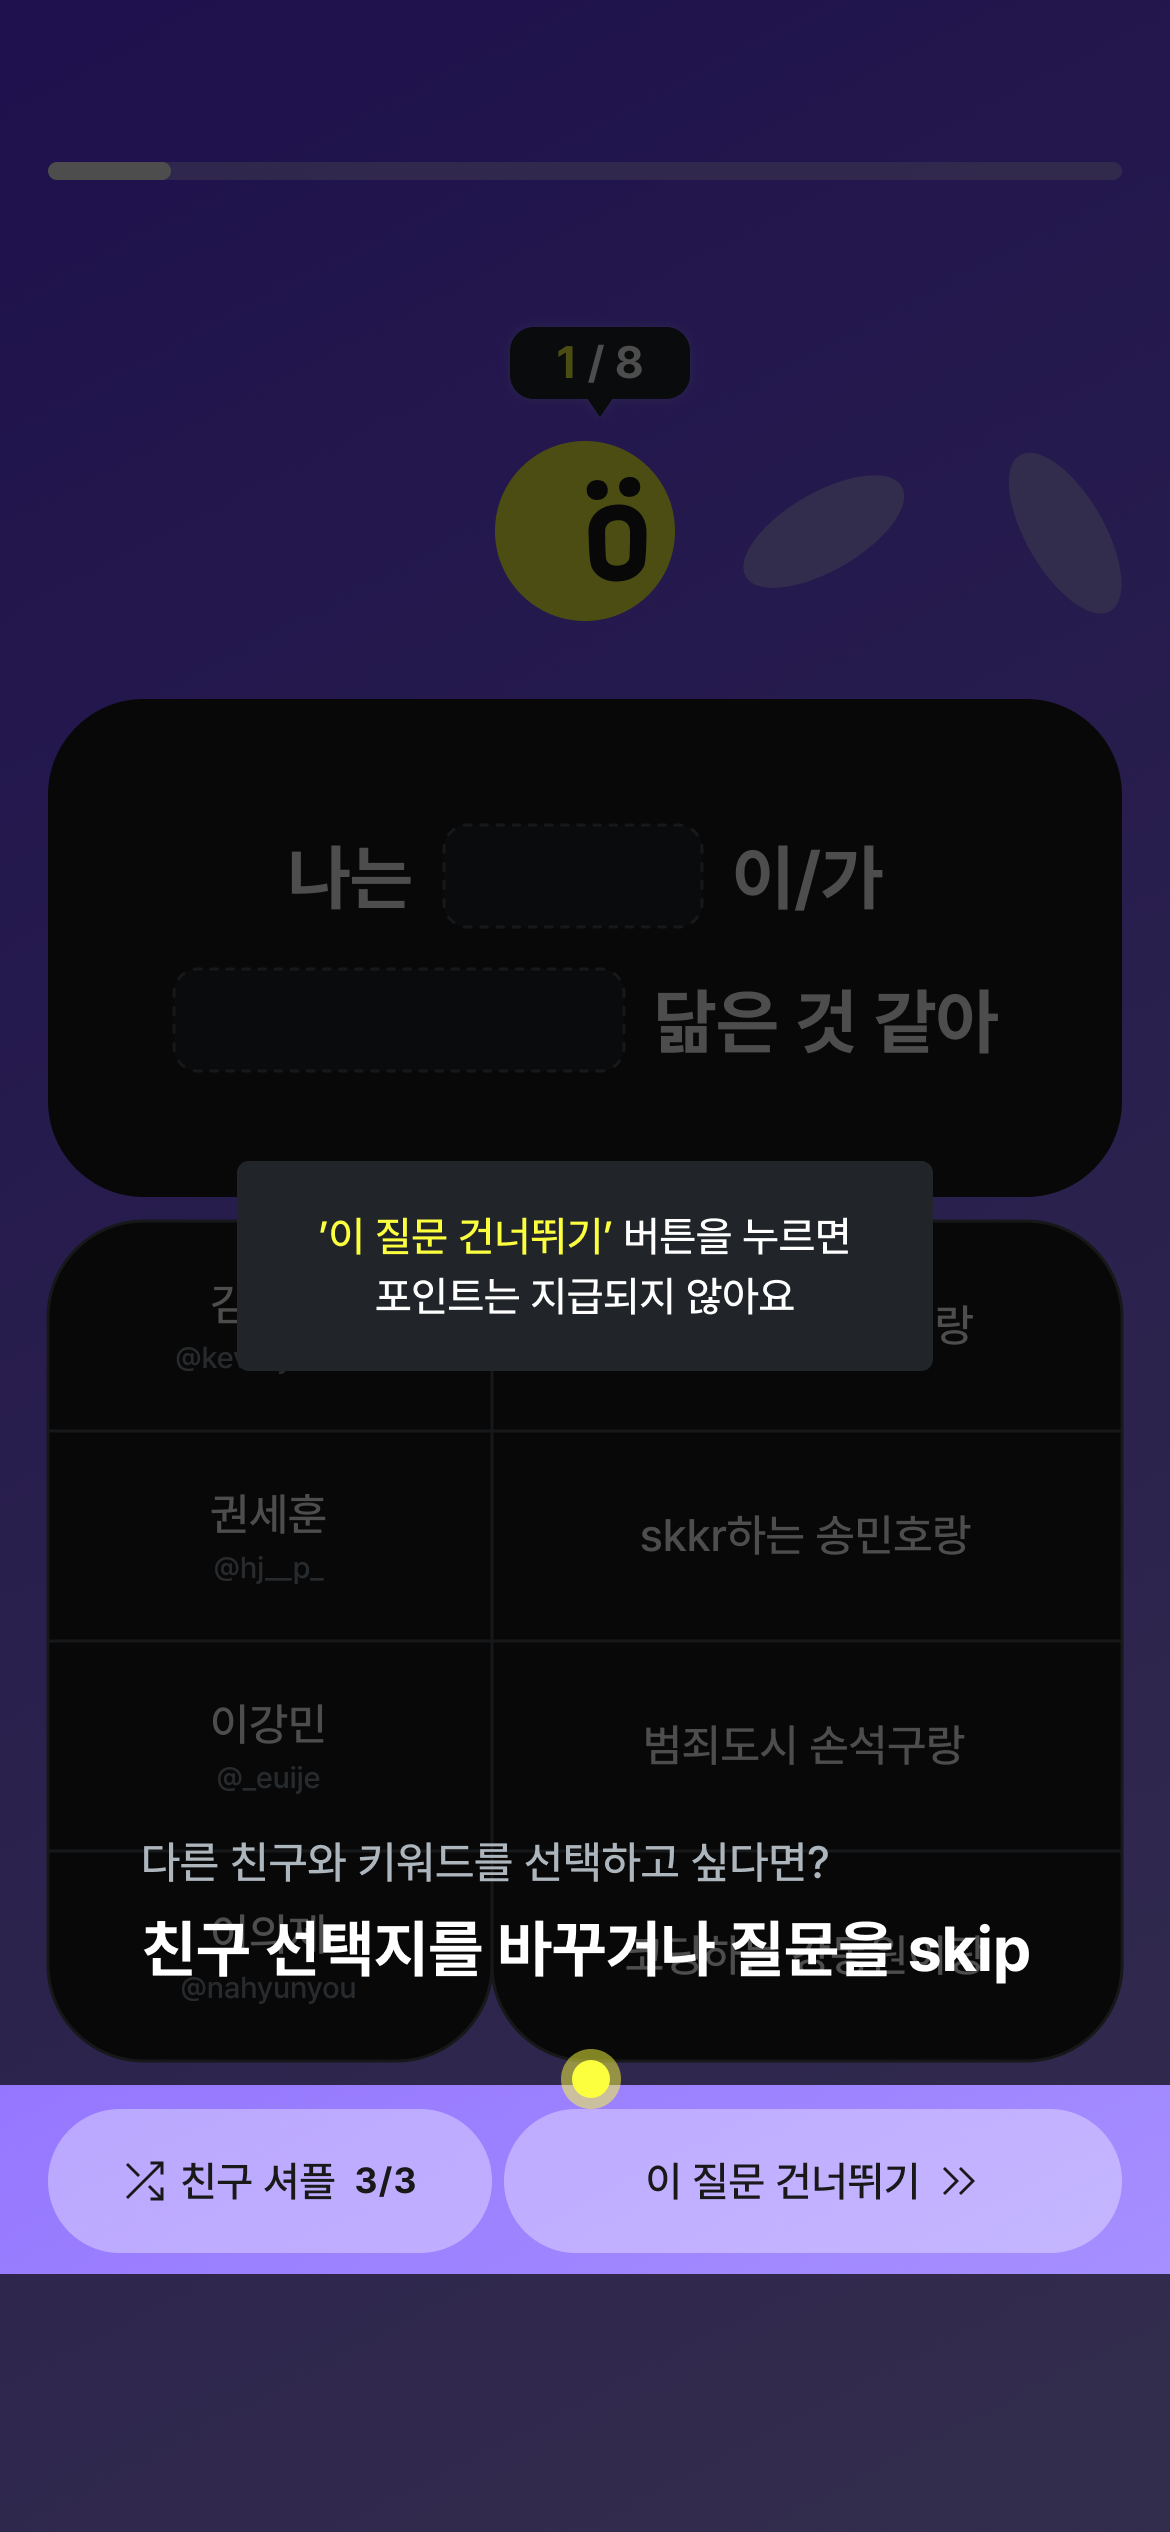 1 / 8
나는 이/가
닮은 것 같아
'이 질문 건너뛰기' 버튼을 누르면
포인트는 지급되지 않아요
랑
권세훈
@hj__p_
skkr하는 송민호랑
이강민
@_euije
범죄도시 손석구랑
다른 친구와 키워드를 선택하고 싶다면?
친구 선택지를 바꾸거나 질문을 skip
@nahyunyou
친구 셔플 3/3
이 질문 건너뛰기